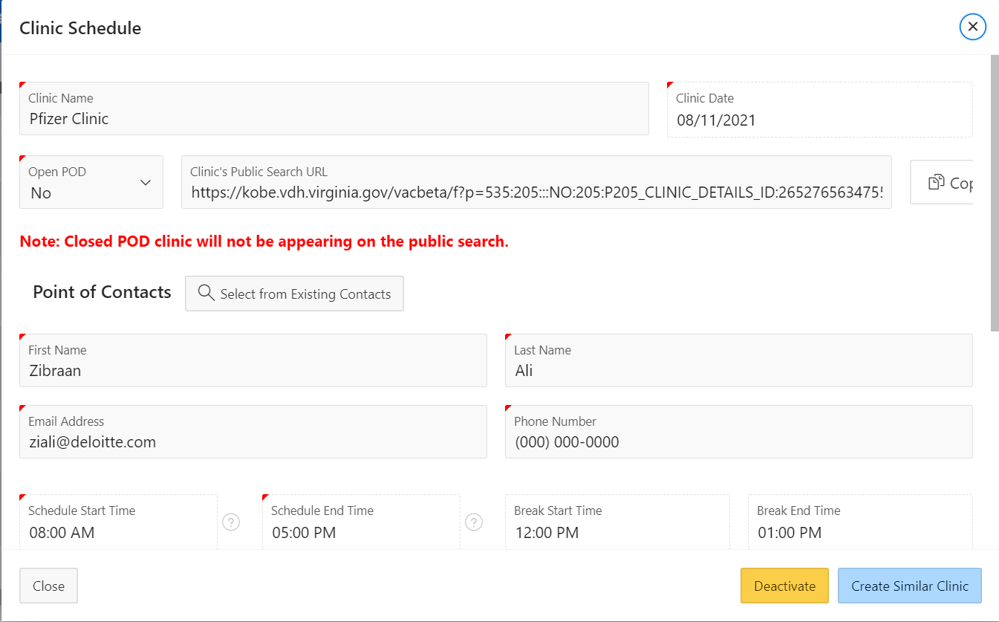 Clinic Schedule
Clinic Name
Pfizer Clinic
Clinic Date
08/11/2021
Open POD
No
Clinic's Public Search URL
https://kobe.vdh.virginia.gov/vacbeta/f?p=535:205:::NO:205:P205_CLINIC_DETAILS_ID:2652765634755
Cop
Note: Closed POD clinic will not be appearing on the public search.
Point of Contacts
Select from Existing Contacts
First Name
Zibraan
Last Name
Ali
Email Address
ziali@deloitte.com
Phone Number
(000) 000-0000
Schedule Start Time
08:00 AM
?
Schedule End Time
05:00 PM
?
Break Start Time
12:00 PM
Break End Time
01:00 PM
Close
Deactivate
Create Similar Clinic